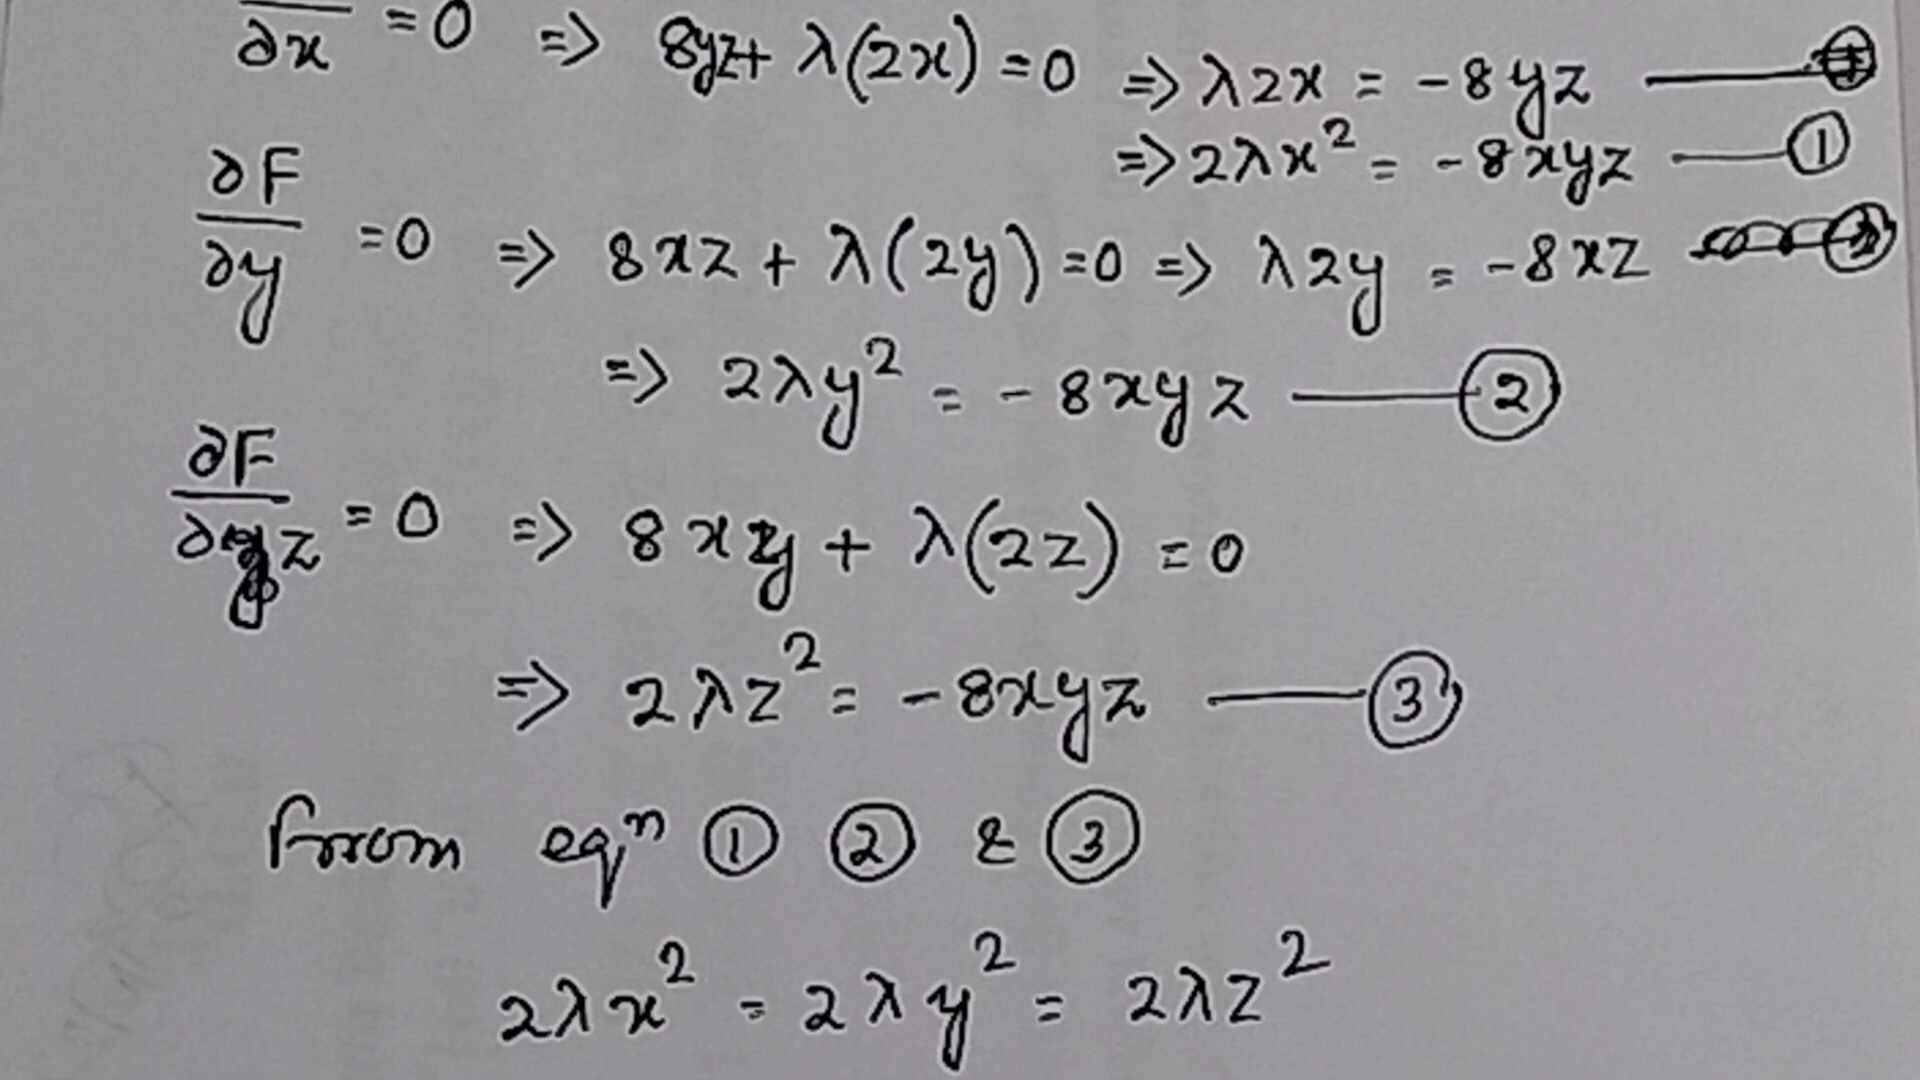 ∂x = 0 => 8yz + λ(2x) = 0 => λ2x = -8yz
=> 2λx² = -8xyz — ①
∂F/∂y = 0 => 8xz + λ(2y) = 0 => λ2y = -8xz
=> 2λy² = -8xyz — ②
∂F/∂z = 0 => 8xy + λ(2z) = 0
=> 2λz² = -8xyz — ③
From eqⁿ ① ② & ③
2λx² = 2λy² = 2λz²